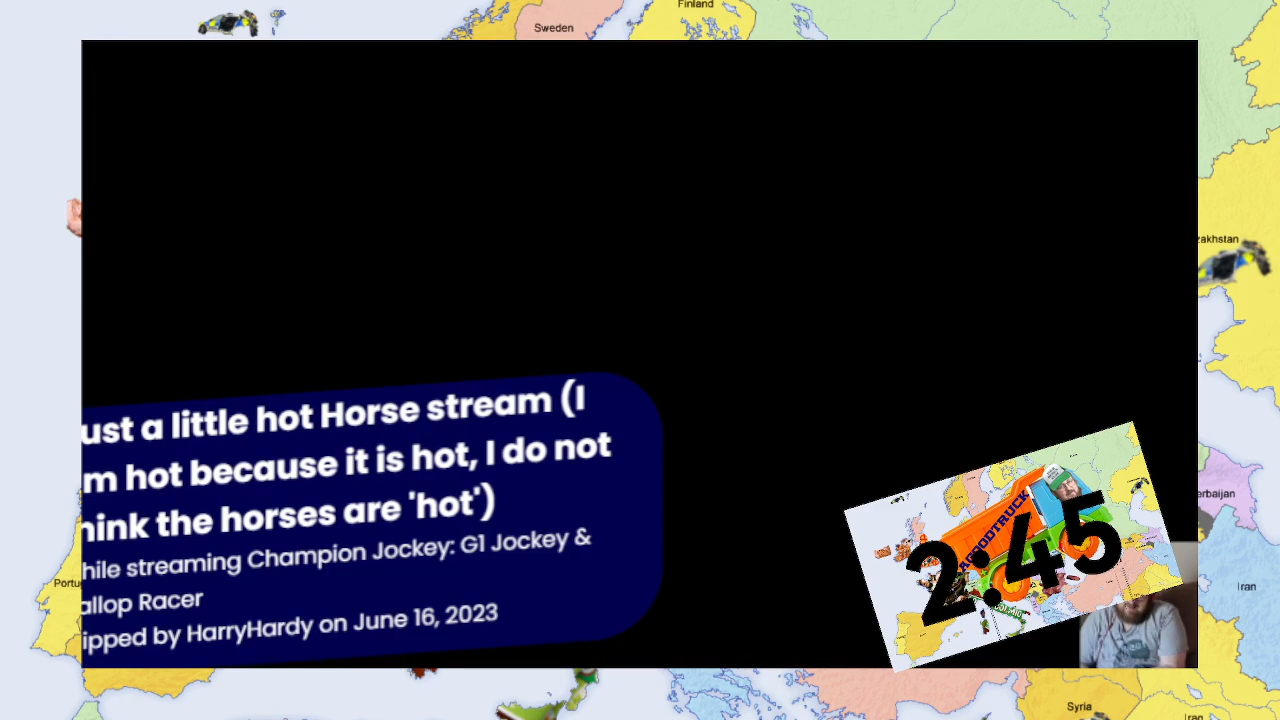 Finland
Sweden
zakhstan
ust a little hot Horse stream (I
m hot because it is hot, I do not
hink the horses are 'hot')
hile streaming Champion Jockey: G1 Jockey &
allop Racer
ipped by HarryHardy on June 16, 2023
AGOODTRUCK
2:45
erbaijan
Portu
Iran
Syria
Iraq